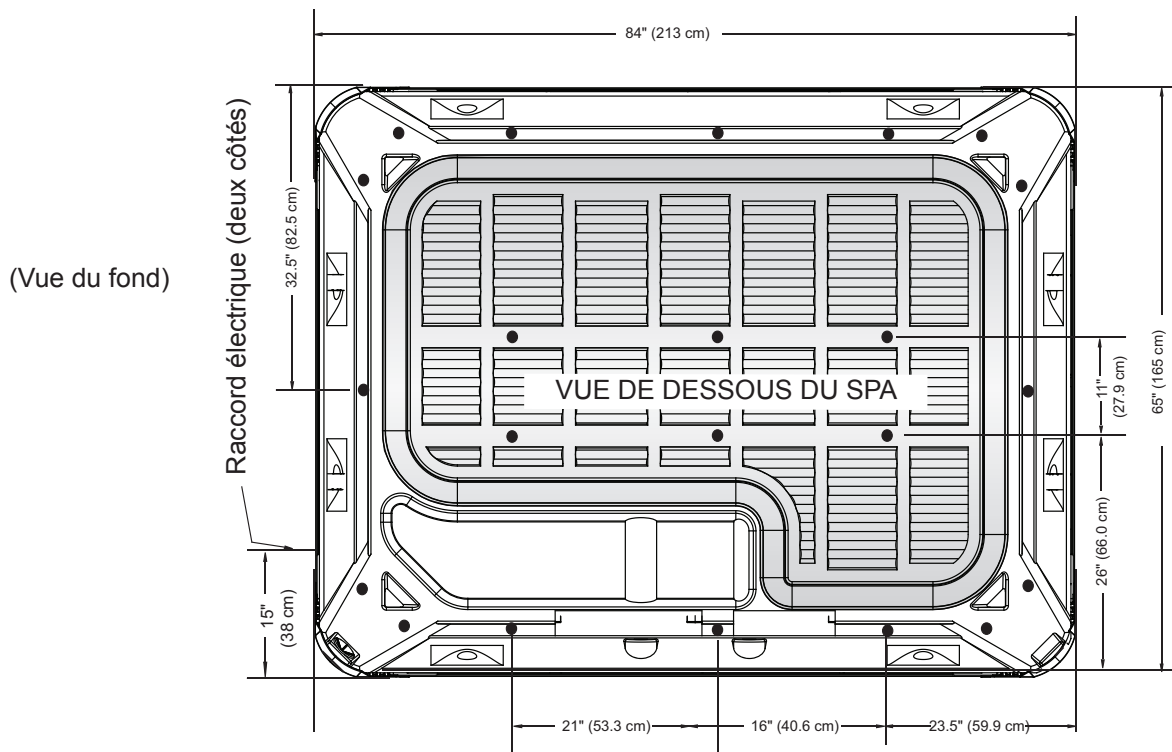 84" (213 cm)
Raccord électrique (deux côtés)
32.5" (82.5 cm)
(Vue du fond)
VUE DE DESSOUS DU SPA
11"
(27.9 cm)
65" (165 cm)
26" (66.0 cm)
15"
(38 cm)
21" (53.3 cm)
16" (40.6 cm)
23.5" (59.9 cm)